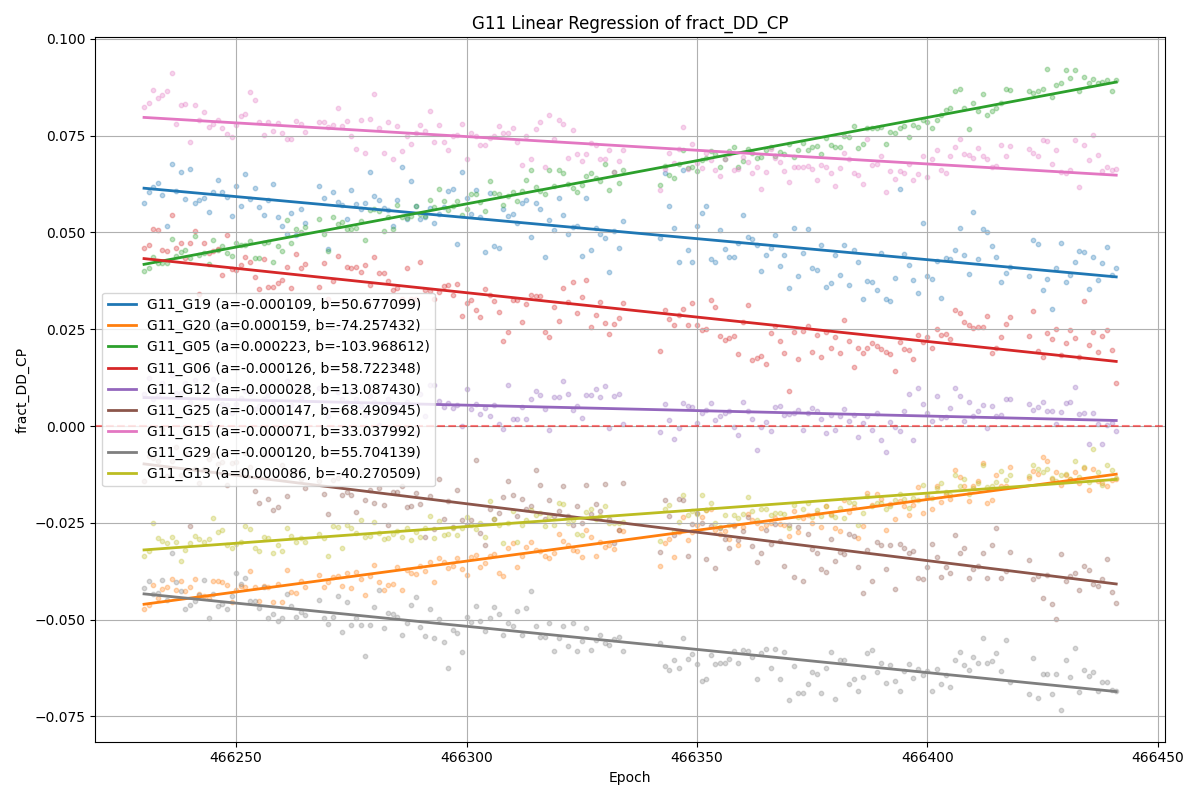 G11 Linear Regression of fract_DD_CP
0.100
0.075
0.050
0.025
0.000
−0.025
−0.050
−0.075
fract_DD_CP
G11_G19 (a=-0.000109, b=50.677099)
G11_G20 (a=0.000159, b=-74.257432)
G11_G05 (a=0.000223, b=-103.968612)
G11_G06 (a=-0.000126, b=58.722348)
G11_G12 (a=-0.000028, b=13.087430)
G11_G25 (a=-0.000147, b=68.490945)
G11_G15 (a=-0.000071, b=33.037992)
G11_G29 (a=-0.000120, b=55.704139)
G11_G13 (a=0.000086, b=-40.270509)
466250 466300 466350 466400 466450
Epoch